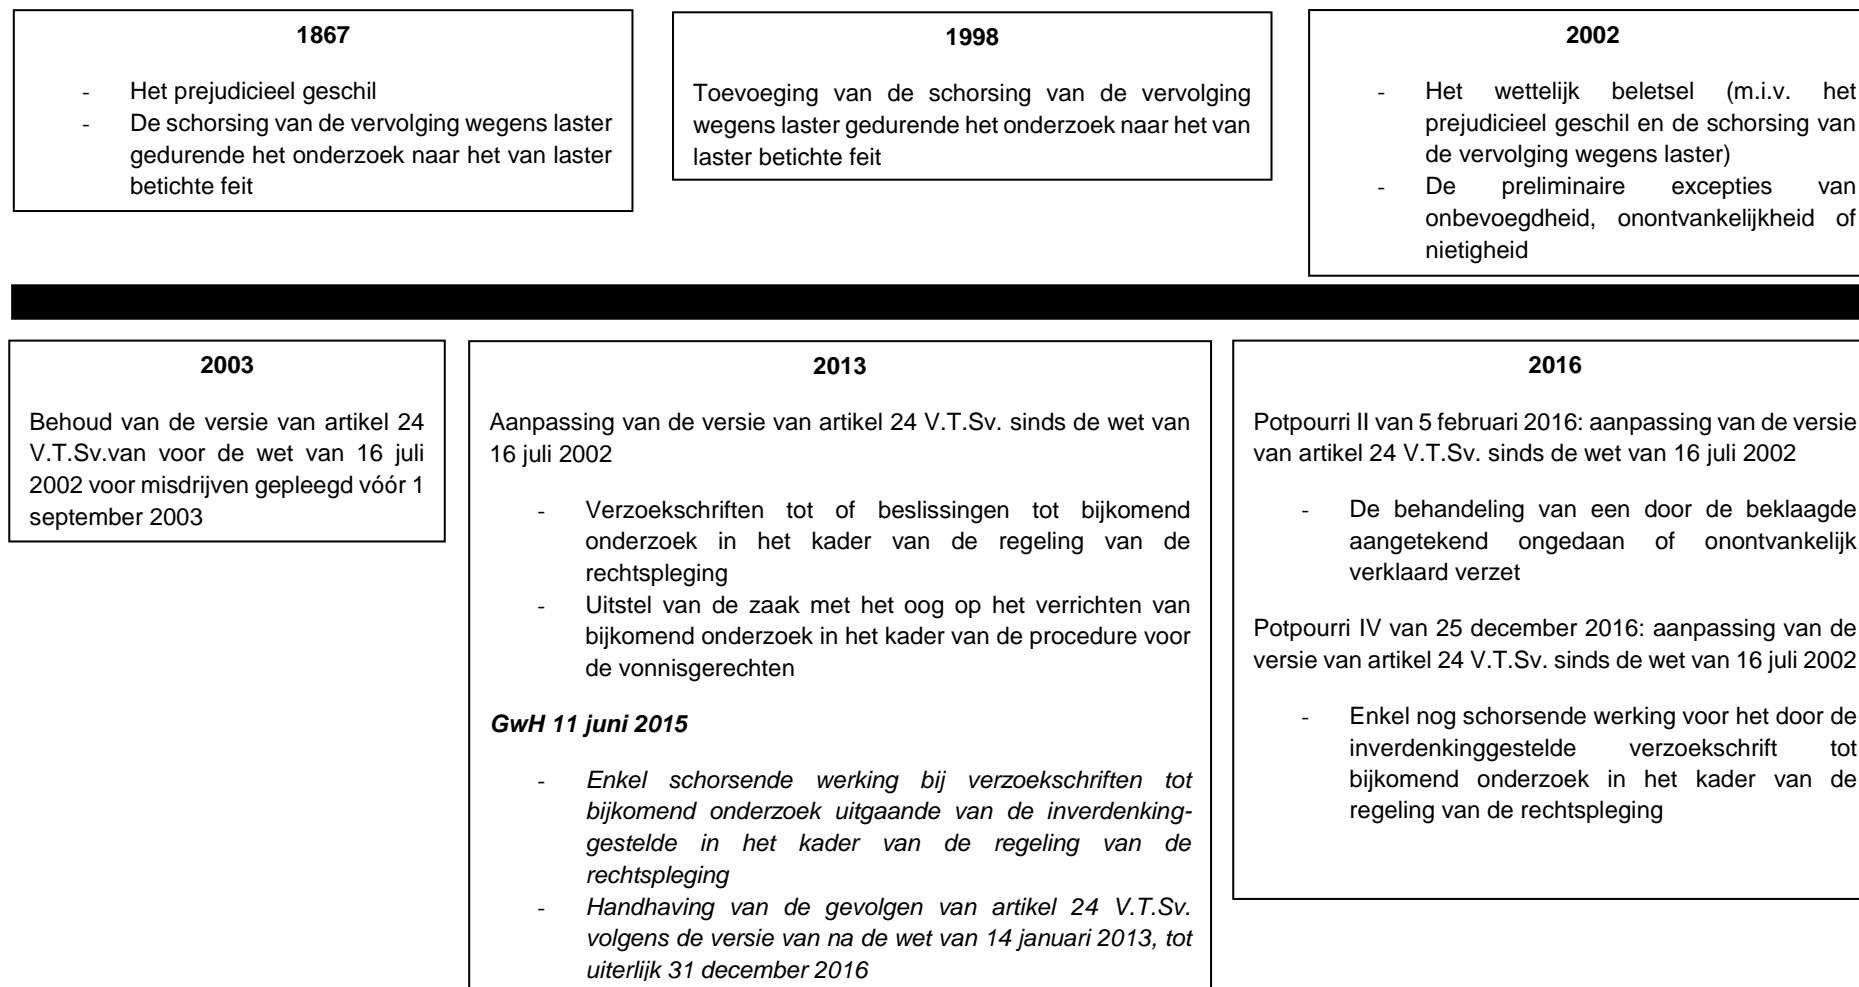 1867
- Het prejudicieel geschil
- De schorsing van de vervolging wegens laster
gedurende het onderzoek naar het van laster
betichte feit
1998
Toevoeging van de schorsing van de vervolging
wegens laster gedurende het onderzoek naar het van
laster betichte feit
2002
- Het wettelijk beletsel (m.i.v. het
prejudicieel geschil en de schorsing van
de vervolging wegens laster)
- De preliminaire excepties van
onbevoegdheid, onontvankelijkheid of
nietigheid
2003
Behoud van de versie van artikel 24
V.T.Sv.van voor de wet van 16 juli
2002 voor misdrijven gepleegd vóór 1
september 2003
2013
Aanpassing van de versie van artikel 24 V.T.Sv. sinds de wet van
16 juli 2002
- Verzoekschriften tot of beslissingen tot bijkomend
onderzoek in het kader van de regeling van de
rechtspleging
- Uitstel van de zaak met het oog op het verrichten van
bijkomend onderzoek in het kader van de procedure voor
de vonnisgerechten
GwH 11 juni 2015
- Enkel schorsende werking bij verzoekschriften tot
bijkomend onderzoek uitgaande van de inverdenking-
gestelde in het kader van de regeling van de
rechtspleging
- Handhaving van de gevolgen van artikel 24 V.T.Sv.
volgens de versie van na de wet van 14 januari 2013, tot
uiterlijk 31 december 2016
2016
Potpourri II van 5 februari 2016: aanpassing van de versie
van artikel 24 V.T.Sv. sinds de wet van 16 juli 2002
- De behandeling van een door de beklaagde
aangetekend ongedaan of onontvankelijk
verklaard verzet
Potpourri IV van 25 december 2016: aanpassing van de
versie van artikel 24 V.T.Sv. sinds de wet van 16 juli 2002
- Enkel nog schorsende werking voor het door de
inverdenkinggestelde verzoekschrift tot
bijkomend onderzoek in het kader van de
regeling van de rechtspleging